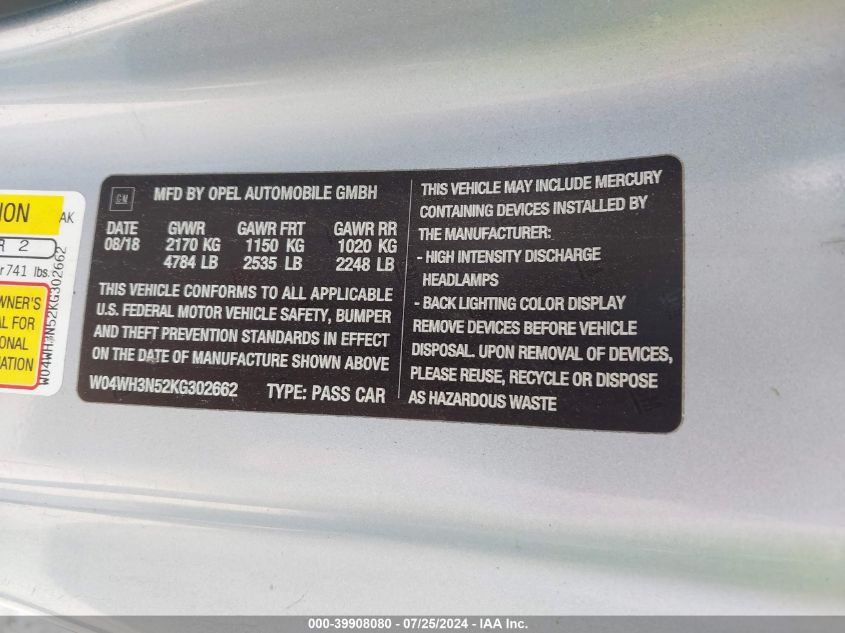 ION
AK
R 2
r 741 lbs.
WNER'S
AL FOR
ONAL
MATION
W04WH3N52KG302662
GM
MFD BY OPEL AUTOMOBILE GMBH
DATE GVWR GAWR FRT GAWR RR
08/18 2170 KG 1150 KG 1020 KG
4784 LB 2535 LB 2248 LB
THIS VEHICLE CONFORMS TO ALL APPLICABLE
U.S. FEDERAL MOTOR VEHICLE SAFETY, BUMPER
AND THEFT PREVENTION STANDARDS IN EFFECT
ON THE DATE OF MANUFACTURE SHOWN ABOVE
W04WH3N52KG302662 TYPE: PASS CAR
THIS VEHICLE MAY INCLUDE MERCURY
CONTAINING DEVICES INSTALLED BY
THE MANUFACTURER:
- HIGH INTENSITY DISCHARGE
HEADLAMPS
- BACK LIGHTING COLOR DISPLAY
REMOVE DEVICES BEFORE VEHICLE
DISPOSAL. UPON REMOVAL OF DEVICES,
PLEASE REUSE, RECYCLE OR DISPOSE
AS HAZARDOUS WASTE
000-39908080 - 07/25/2024 - IAA Inc.